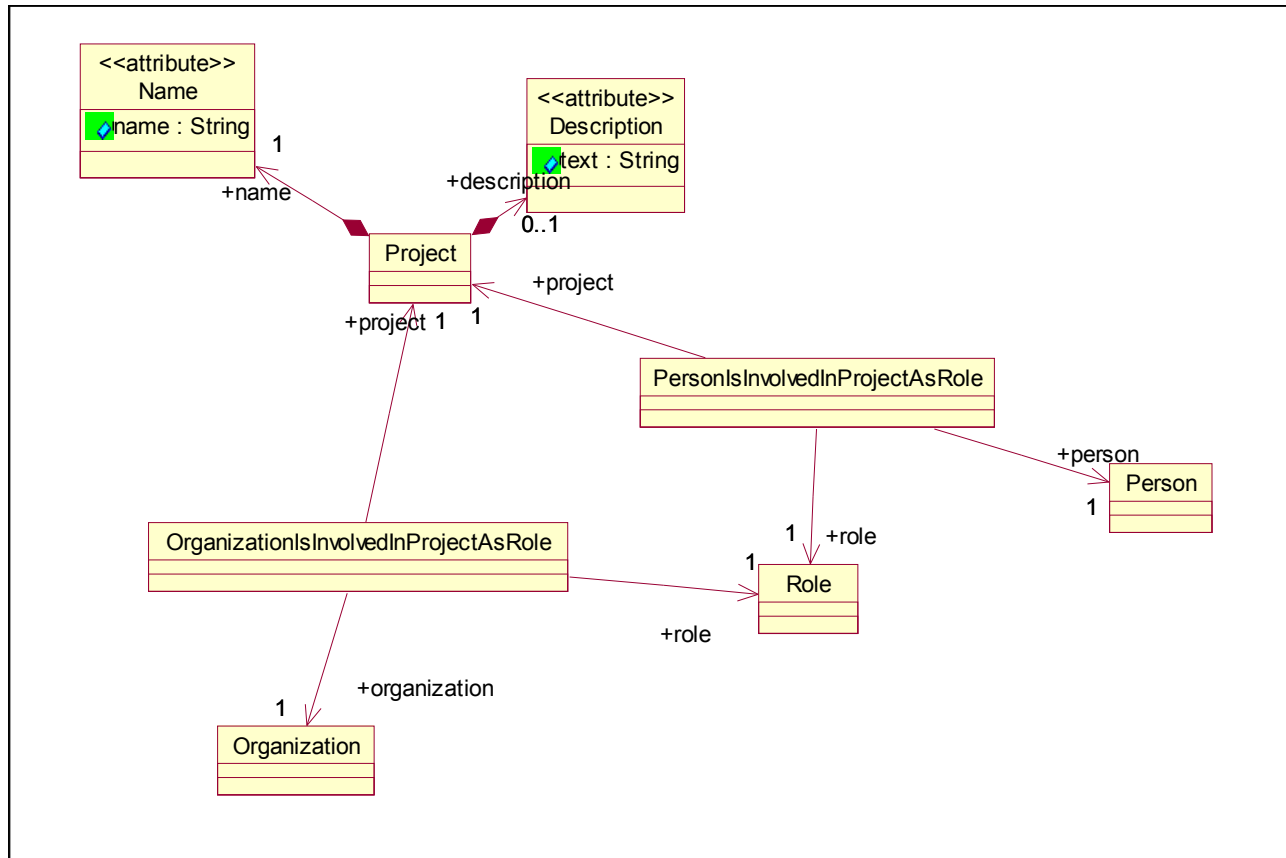 <<attribute>>
Name
name : String
1
+name
<<attribute>>
Description
text : String
+description
0..1
Project
+project
1
1
+project
PersonIsInvolvedInProjectAsRole
+person
1
Person
OrganizationIsInvolvedInProjectAsRole
1
+role
1
Role
+role
+organization
1
Organization